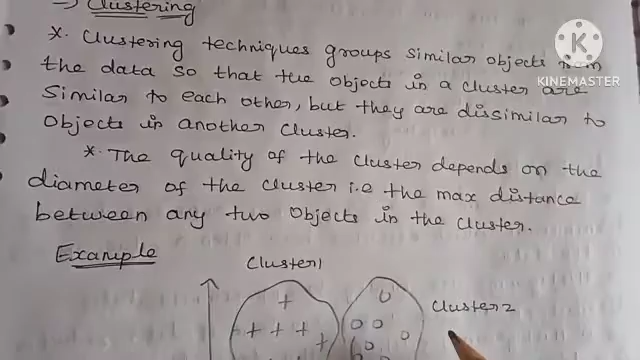 → Clustering
* Clustering techniques groups similar objects from
the data so that the objects in a cluster are
similar to each other, but they are dissimilar to
objects in another cluster.
* The quality of the cluster depends on the
diameter of the cluster i.e the max distance
between any two objects in the cluster.
Example
Cluster1
Cluster2
KINEMASTER